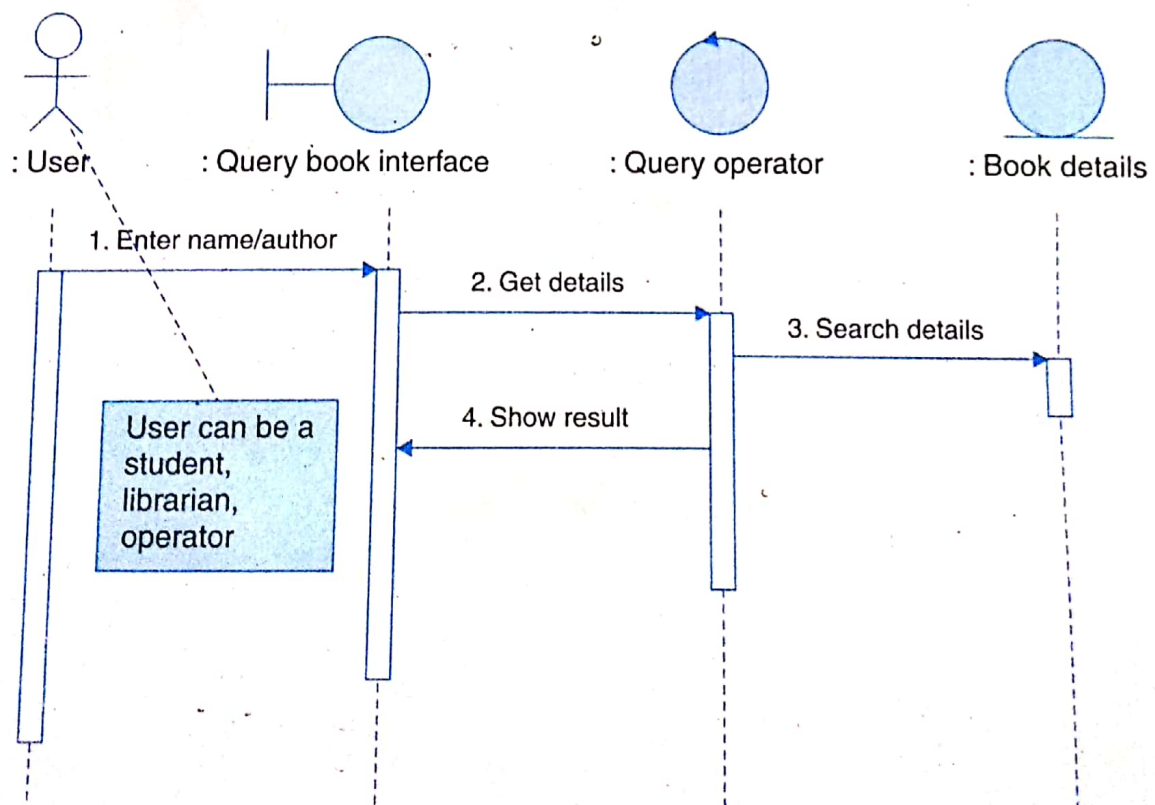 : User
: Query book interface
: Query operator
: Book details
1. Enter name/author
2. Get details
3. Search details
4. Show result
User can be a
student,
librarian,
operator